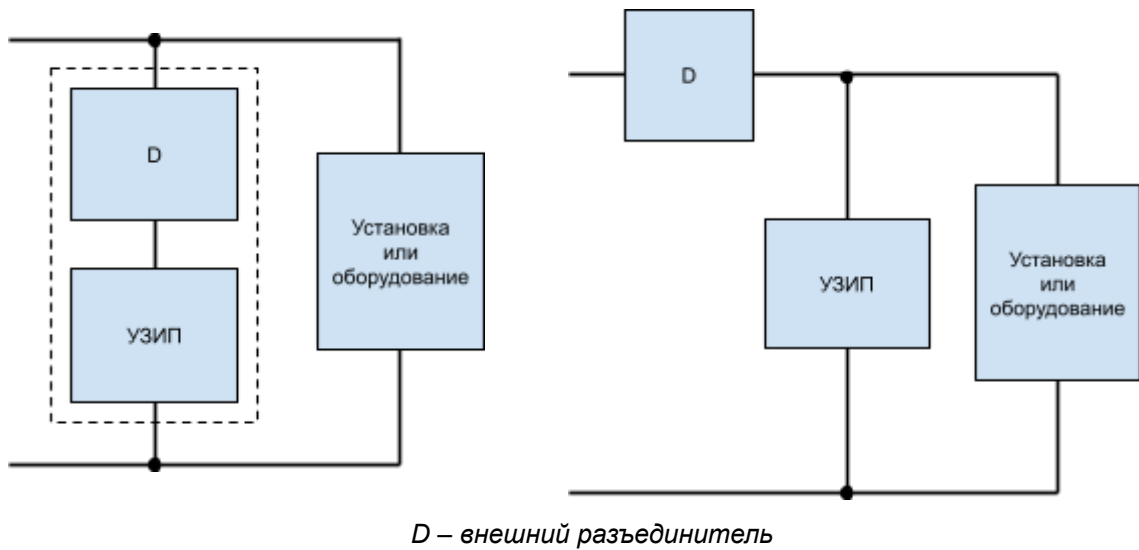 D
УЗИП
Установка
или
оборудование
D
УЗИП
Установка
или
оборудование
D – внешний разъединитель